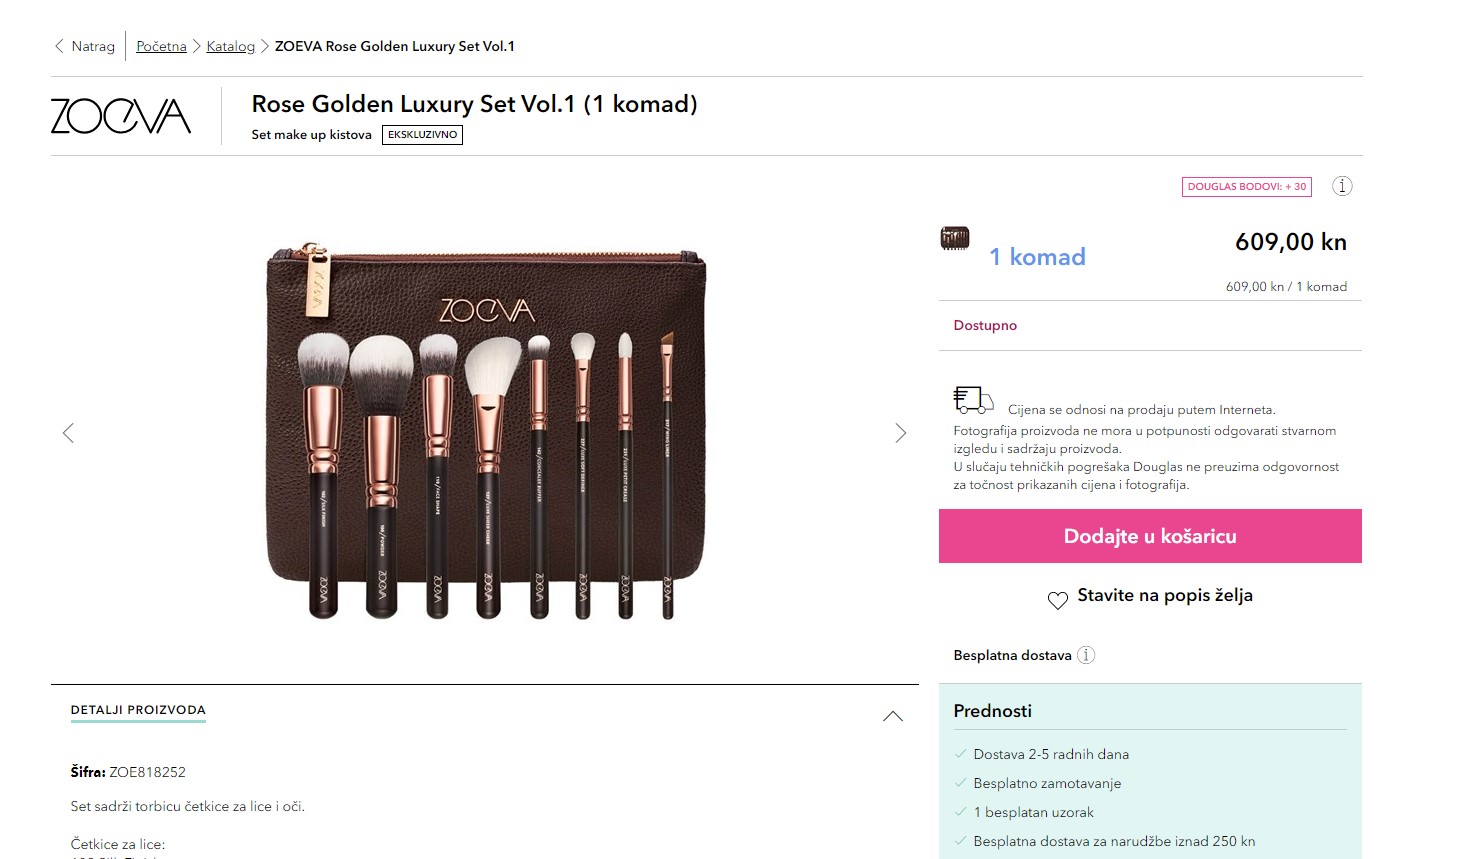 Natrag
Početna
Katalog
ZOEVA Rose Golden Luxury Set Vol.1
ZOEVA
Rose Golden Luxury Set Vol.1 (1 komad)
Set make up kistova
EKSKLUZIVNO
DOUGLAS BODOVI: + 30
ZOEVA
1 komad
609,00 kn
609,00 kn / 1 komad
Dostupno
Cijena se odnosi na prodaju putem Interneta.
Fotografija proizvoda ne mora u potpunosti odgovarati stvarnom
izgledu i sadržaju proizvoda.
U slučaju tehničkih pogrešaka Douglas ne preuzima odgovornost
za točnost prikazanih cijena i fotografija.
Dodajte u košaricu
Stavite na popis želja
Besplatna dostava
Prednosti
Dostava 2-5 radnih dana
Besplatno zamotavanje
1 besplatan uzorak
Besplatna dostava za narudžbe iznad 250 kn
DETALJI PROIZVODA
Šifra: ZOE818252
Set sadrži torbicu četkice za lice i oči.
Četkice za lice: